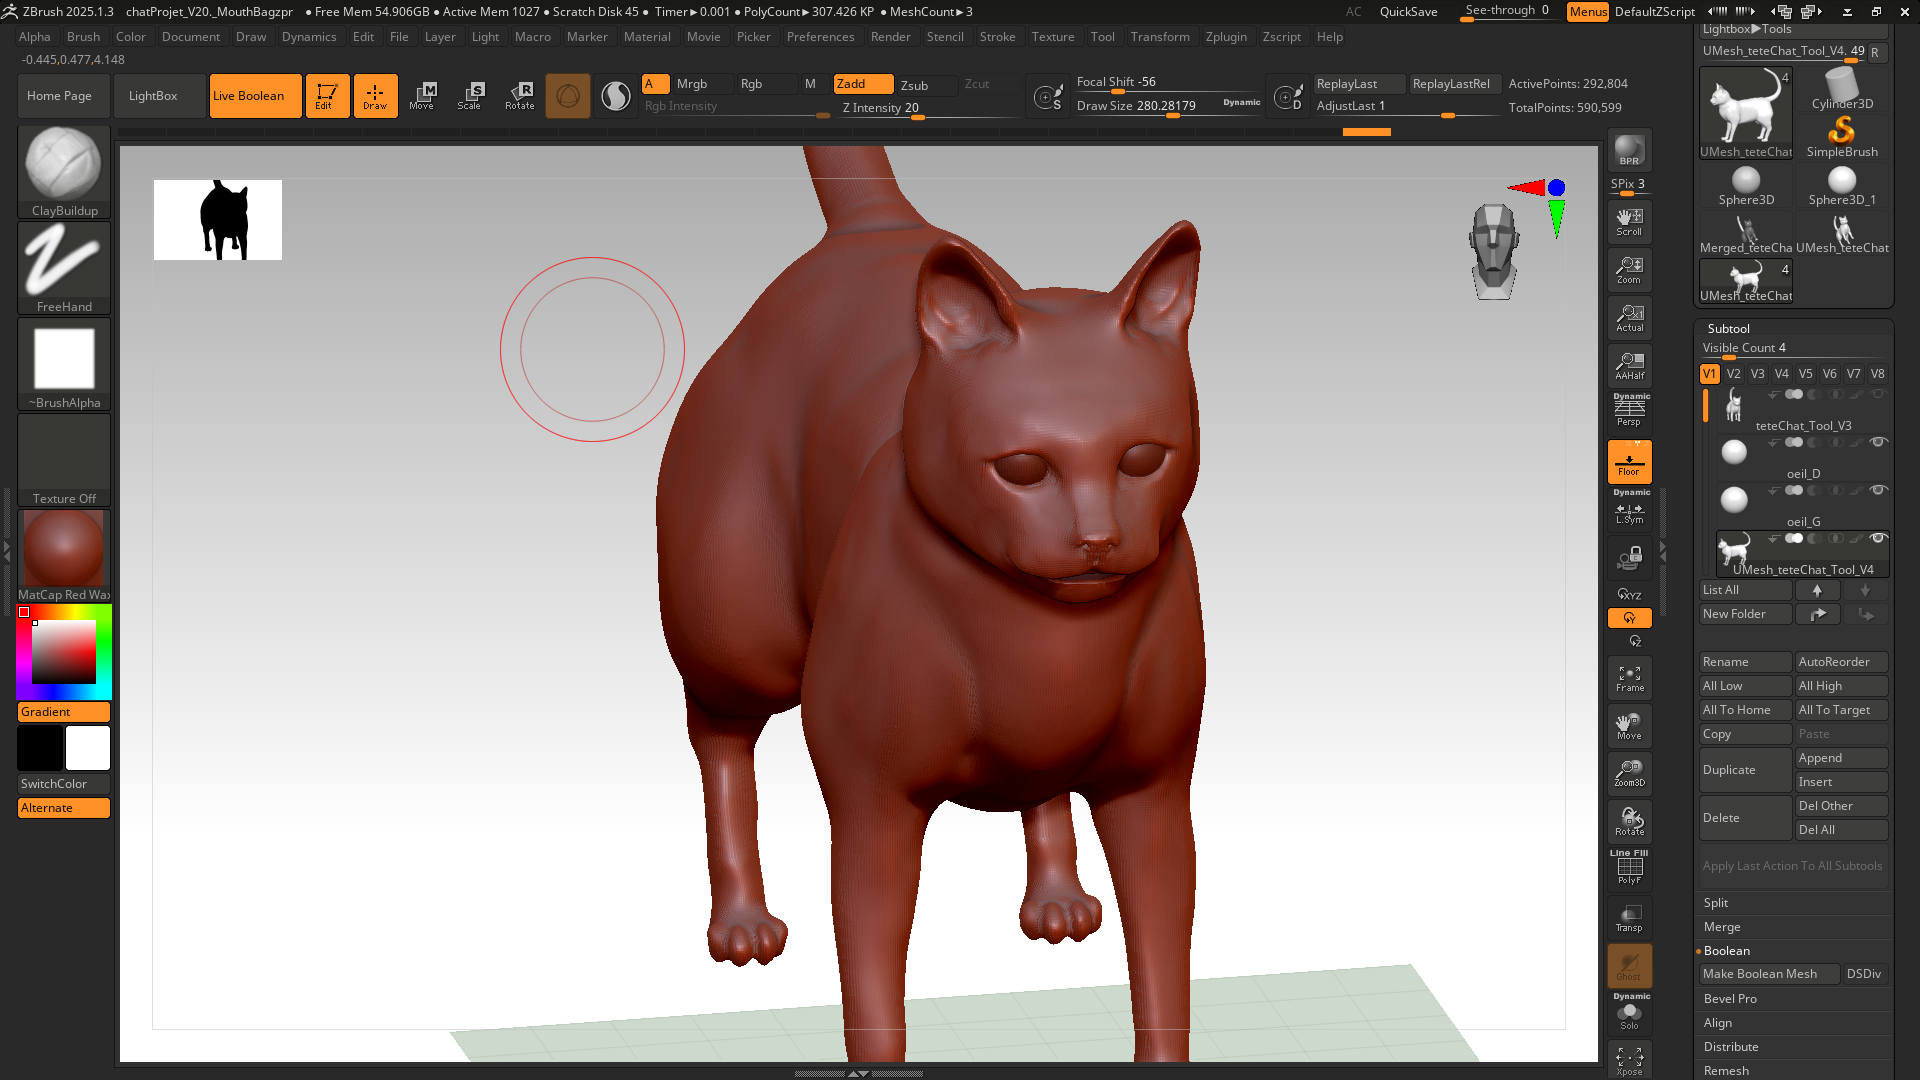 ZBrush 2025.1.3 chatProjet_V20._MouthBagzpr ● Free Mem 54.906GB ● Active Mem 1027 ● Scratch Disk 45 ● Timer►0.001 ● PolyCount►307.426 KP ● MeshCount►3 AC QuickSave See-through 0 Menus DefaultZScript
Alpha Brush Color Document Draw Dynamics Edit File Layer Light Macro Marker Material Movie Picker Preferences Render Stencil Stroke Texture Tool Transform Zplugin Zscript Help
-0.445,0.477,4.148
Home Page LightBox Live Boolean Edit Draw Move Scale Rotate
A Mrgb Rgb M Zadd Zsub Zcut
Rgb Intensity Z Intensity 20
S Focal Shift -56
Draw Size 280.28179 Dynamic
D ReplayLast ReplayLastRel ActivePoints: 292,804
AdjustLast 1 TotalPoints: 590,599
ClayBuildup
FreeHand
~BrushAlpha
Texture Off
MatCap Red Wax
Gradient
SwitchColor
Alternate
BPR
SPix 3
Scroll
Zoom
Actual
AAHalf
Dynamic
Persp
Floor
Dynamic
L.Sym
XYZ
Y
Z
Frame
Move
Zoom3D
Rotate
Line Fill
PolyF
Transp
Ghost
Dynamic
Solo
Xpose
Lightbox►Tools
UMesh_teteChat_Tool_V4. 49 R
4
UMesh_teteChat Cylinder3D
SimpleBrush
Sphere3D Sphere3D_1
Merged_teteCha UMesh_teteChat
4
UMesh_teteChat
Subtool
Visible Count 4
V1 V2 V3 V4 V5 V6 V7 V8
teteChat_Tool_V3
oeil_D
oeil_G
UMesh_teteChat_Tool_V4
List All
New Folder
Rename AutoReorder
All Low All High
All To Home All To Target
Copy Paste
Duplicate Append
Insert
Delete Del Other
Del All
Apply Last Action To All Subtools
Split
Merge
Boolean
Make Boolean Mesh DSDiv
Bevel Pro
Align
Distribute
Remesh